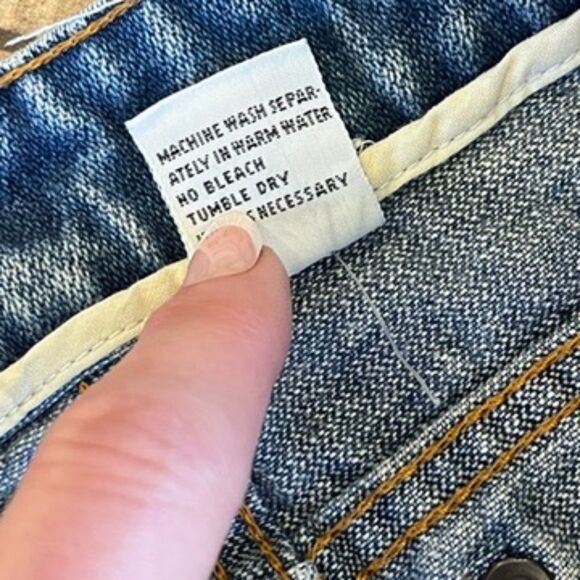 MACHINE WASH SEPAR-
ATELY IN WARM WATER
NO BLEACH
TUMBLE DRY
NECESSARY